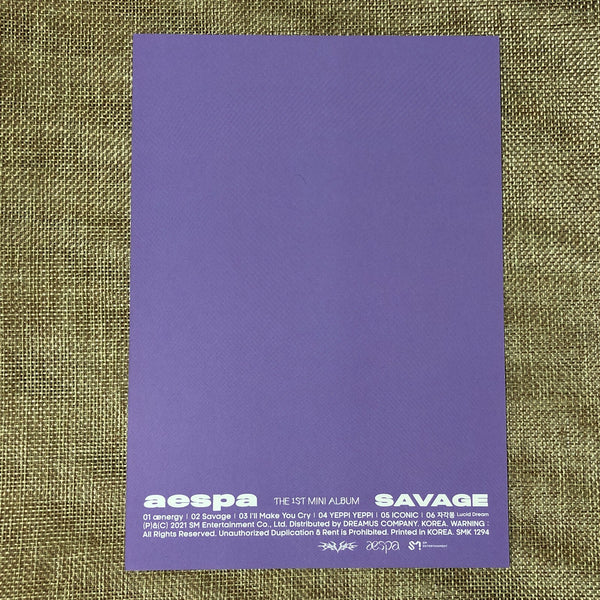 aespa THE 1ST MINI ALBUM SAVAGE
01 ænergy | 02 Savage | 03 I'll Make You Cry | 04 YEPPI YEPPI | 05 ICONIC | 06 자각몽 Lucid Dream
(P)&(C) 2021 SM Entertainment Co., Ltd. Distributed by DREAMUS COMPANY. KOREA. WARNING :
All Rights Reserved. Unauthorized Duplication & Rent is Prohibited. Printed in KOREA. SMK 1294
aespa SM ENTERTAINMENT